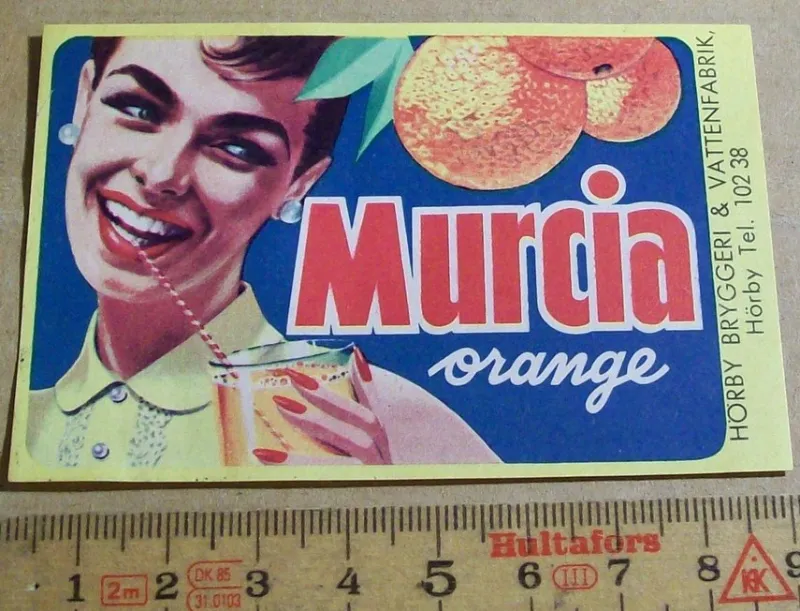 Murcia
orange
HÖRBY BRYGGERI & VATTENFABRIK,
Hörby Tel. 102 38
Hultafors
1 2m 2 DK 85 3 4 5 6 III 7 8 9
31.0103